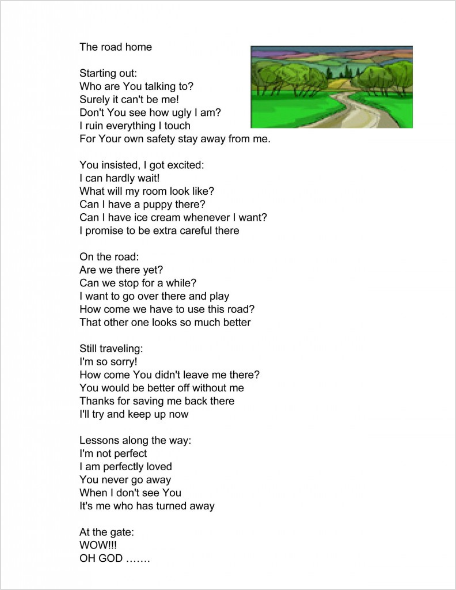 The road home
Starting out:
Who are You talking to?
Surely it can't be me!
Don't You see how ugly I am?
I ruin everything I touch
For Your own safety stay away from me.
You insisted, I got excited:
I can hardly wait!
What will my room look like?
Can I have a puppy there?
Can I have ice cream whenever I want?
I promise to be extra careful there
On the road:
Are we there yet?
Can we stop for a while?
I want to go over there and play
How come we have to use this road?
That other one looks so much better
Still traveling:
I'm so sorry!
How come You didn't leave me there?
You would be better off without me
Thanks for saving me back there
I'll try and keep up now
Lessons along the way:
I'm not perfect
I am perfectly loved
You never go away
When I don't see You
It's me who has turned away
At the gate:
WOW!!!
OH GOD …….